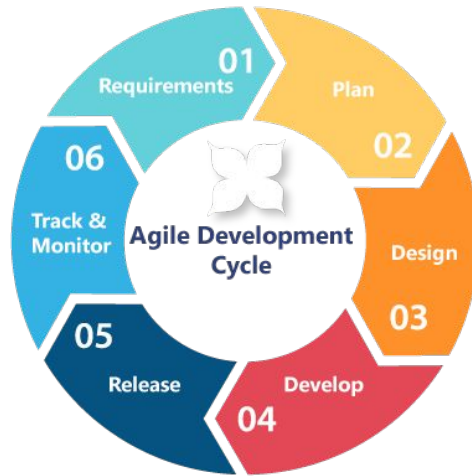 01
Requirements
Plan
02
Design
03
Develop
04
05
Release
06
Track &
Monitor
Agile Development
Cycle